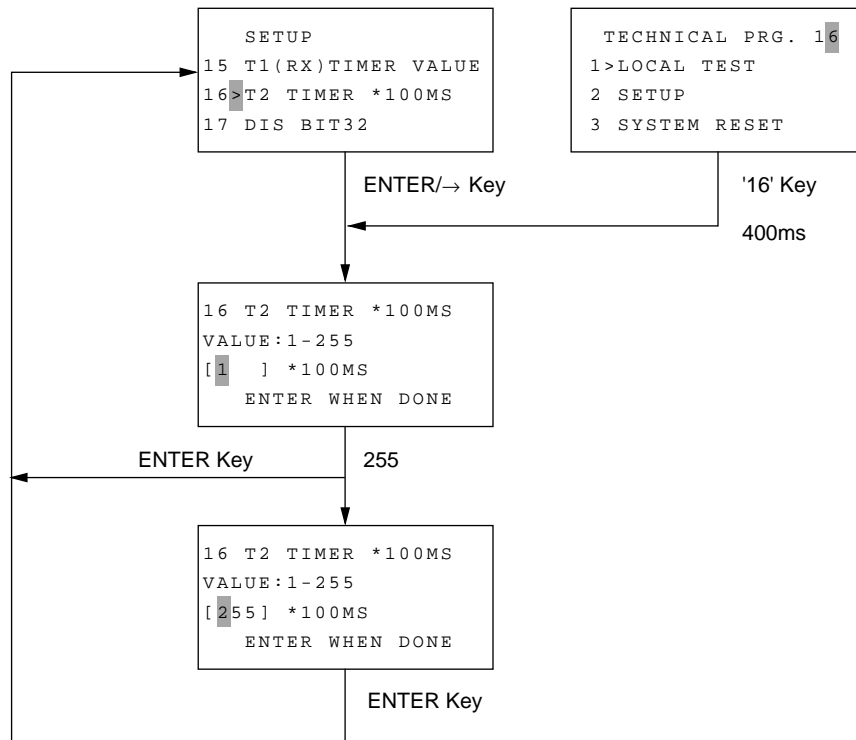 SETUP
15 T1(RX)TIMER VALUE
16>T2 TIMER *100MS
17 DIS BIT32
TECHNICAL PRG. 16
1>LOCAL TEST
2 SETUP
3 SYSTEM RESET
ENTER/→ Key
'16' Key
400ms
16 T2 TIMER *100MS
VALUE:1-255
[1 ] *100MS
ENTER WHEN DONE
ENTER Key
255
16 T2 TIMER *100MS
VALUE:1-255
[255] *100MS
ENTER WHEN DONE
ENTER Key